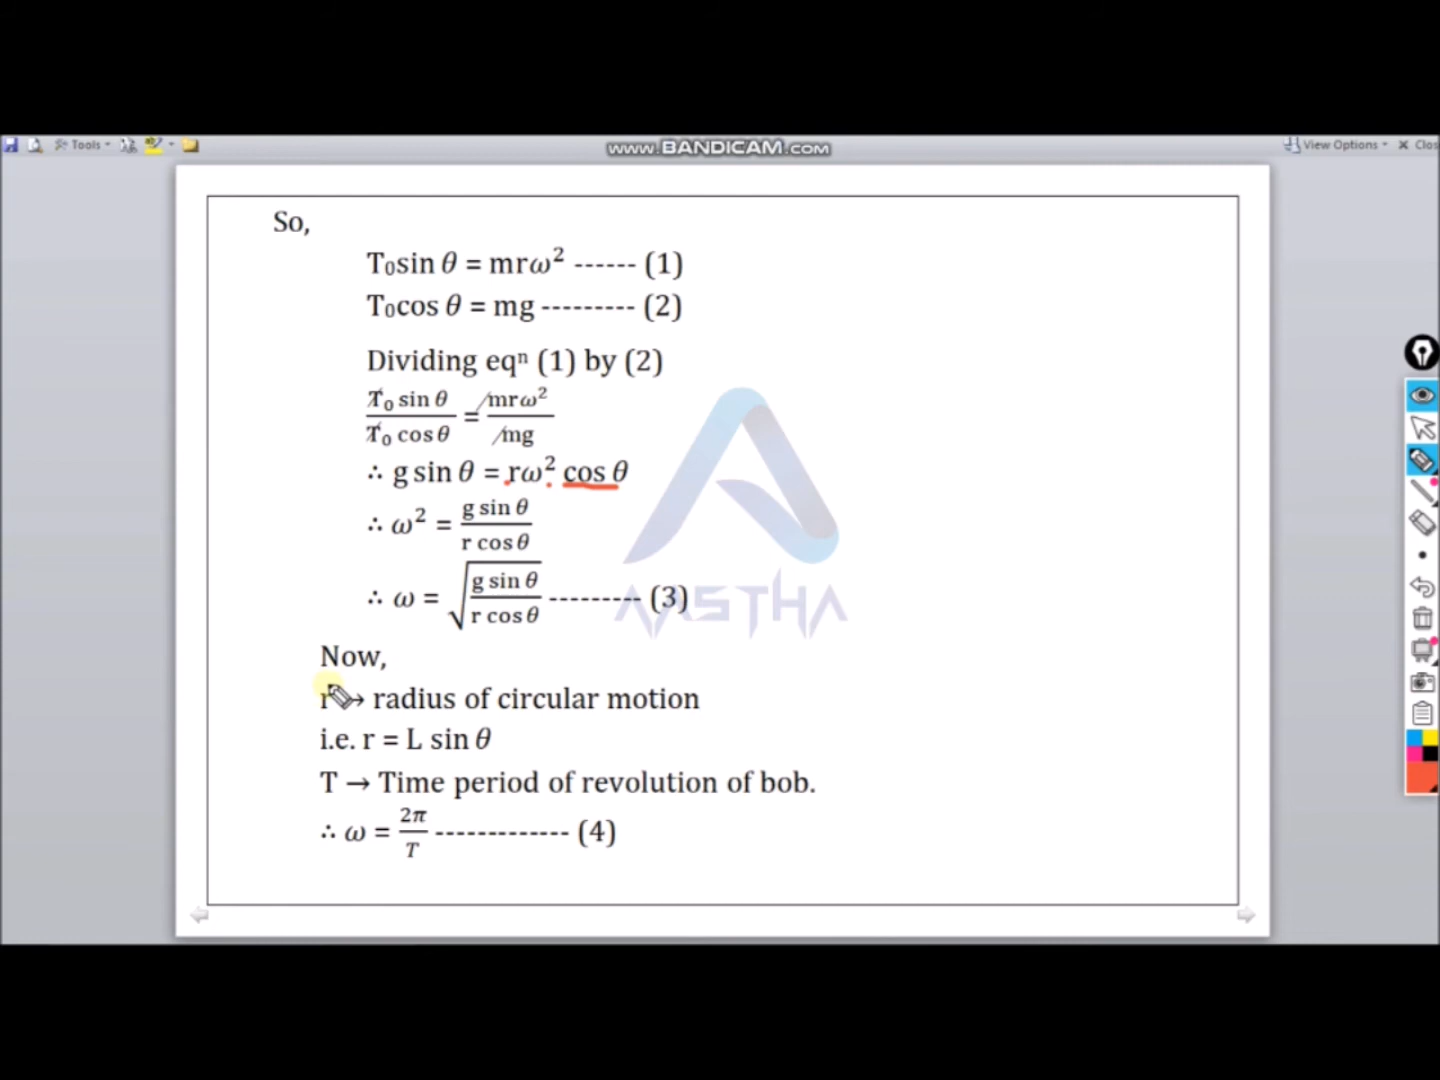 Tools
www.BANDICAM.com
View Options
Clos
So,
T₀sin θ = mrω² ------ (1)
T₀cos θ = mg --------- (2)
Dividing eqⁿ (1) by (2)
T₀ sin θ / T₀ cos θ = mrω² / mg
∴ g sin θ = rω² cos θ
∴ ω² = g sin θ / r cos θ
∴ ω = √(g sin θ / r cos θ) --------- (3)
AASTHA
Now,
r → radius of circular motion
i.e. r = L sin θ
T → Time period of revolution of bob.
∴ ω = 2π / T ------------- (4)